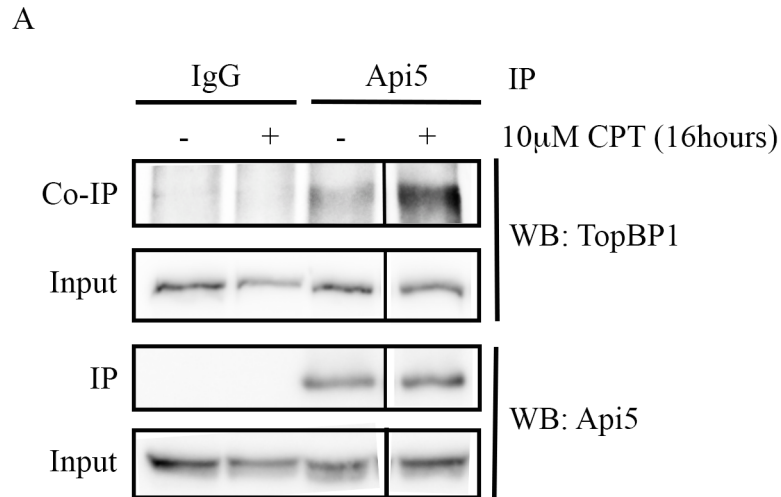 A
IgG Api5 IP
- + - + 10μM CPT (16hours)
Co-IP
WB: TopBP1
Input
IP
WB: Api5
Input